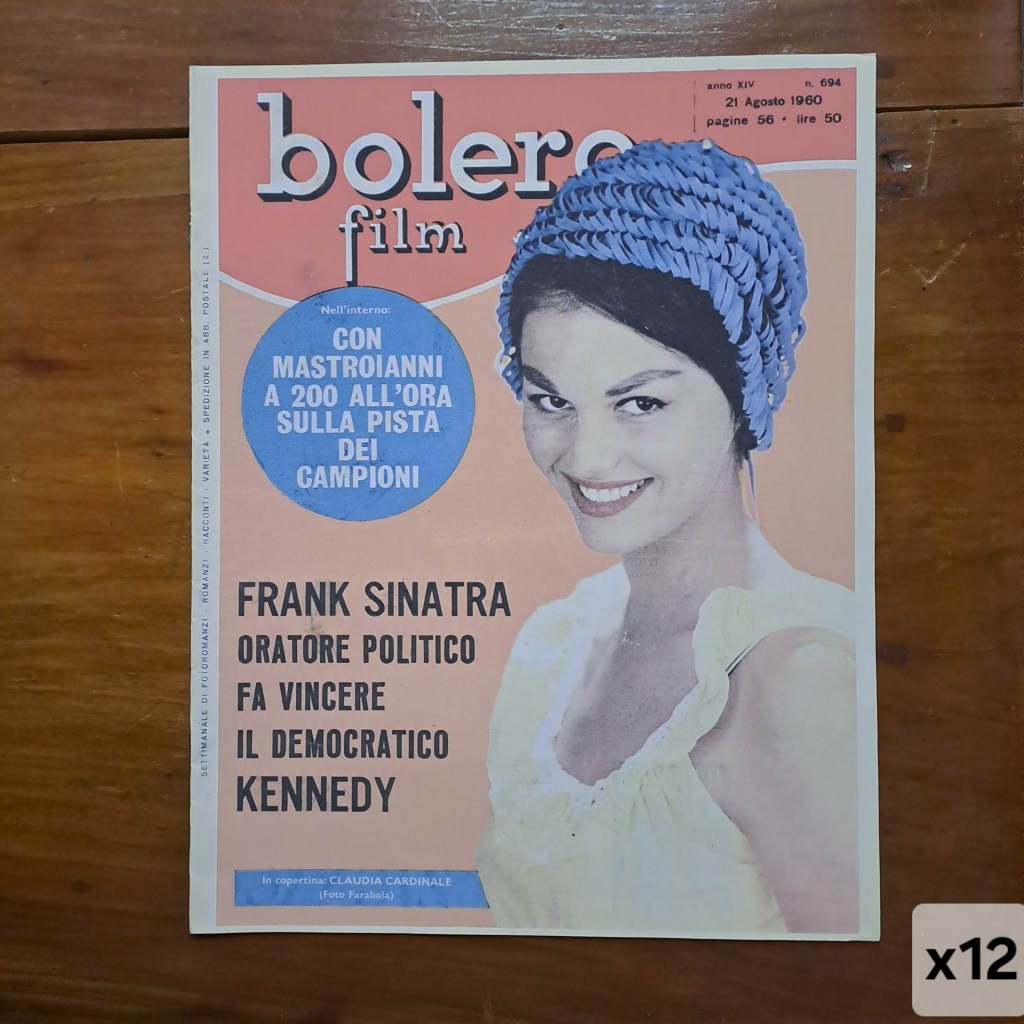 bolero
film
anno XIV n. 694
21 Agosto 1960
pagine 56 * lire 50
Nell'interno:
CON
MASTROIANNI
A 200 ALL'ORA
SULLA PISTA
DEI
CAMPIONI
FRANK SINATRA
ORATORE POLITICO
FA VINCERE
IL DEMOCRATICO
KENNEDY
In copertina: CLAUDIA CARDINALE
(Foto Farabola)
SETTIMANALE DI FOTOROMANZI - ROMANZI - RACCONTI - VARIETÀ ★ SPEDIZIONE IN ABB. POSTALE (2)
x12